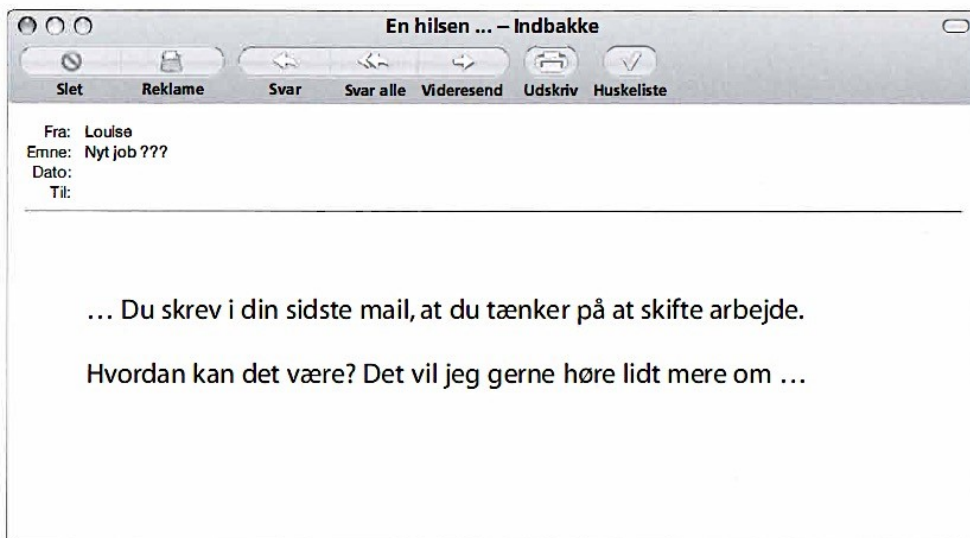 En hilsen ... – Indbakke
Slet Reklame Svar Svar alle Videresend Udskriv Huskeliste
Fra: Louise
Emne: Nyt job ???
Dato:
Til:
... Du skrev i din sidste mail, at du tænker på at skifte arbejde.
Hvordan kan det være? Det vil jeg gerne høre lidt mere om ...